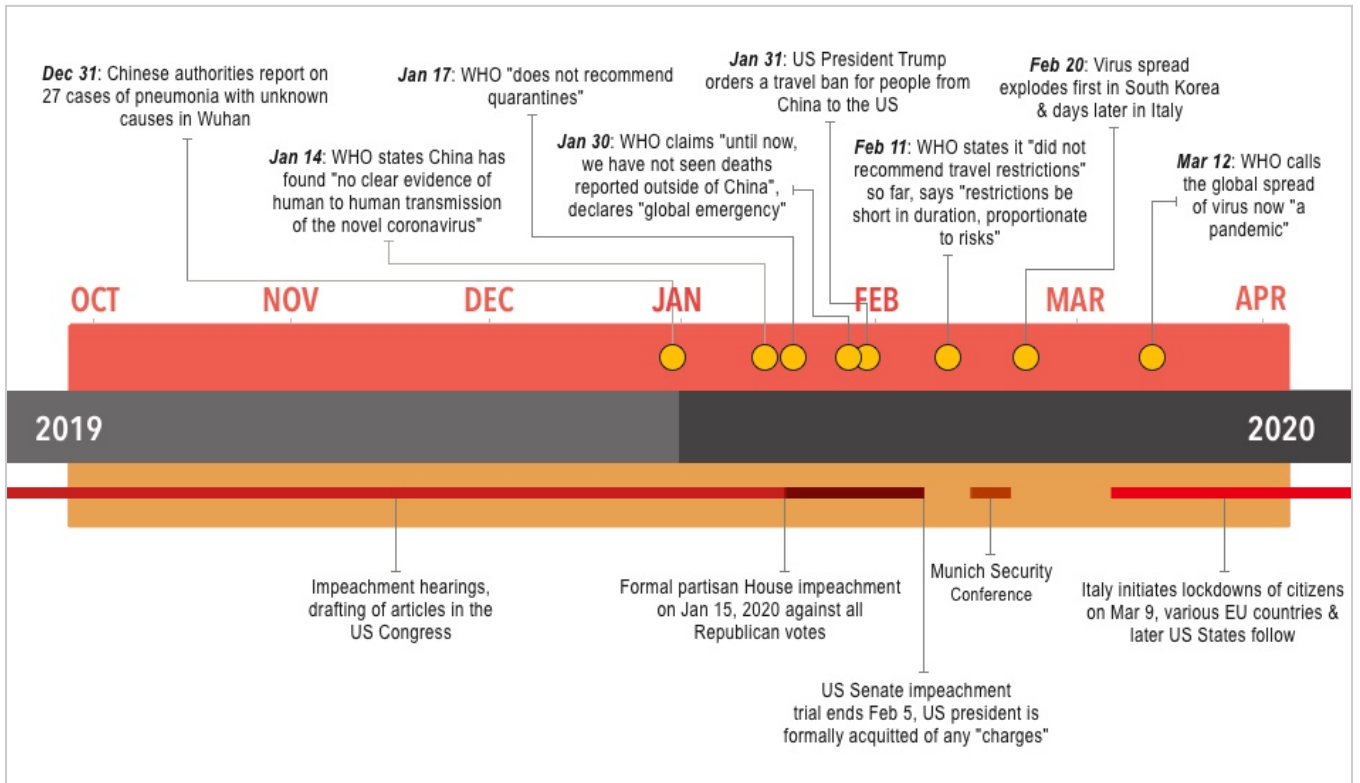 Dec 31: Chinese authorities report on
27 cases of pneumonia with unknown
causes in Wuhan
Jan 14: WHO states China has
found "no clear evidence of
human to human transmission
of the novel coronavirus"
Jan 17: WHO "does not recommend
quarantines"
Jan 30: WHO claims "until now,
we have not seen deaths
reported outside of China",
declares "global emergency"
Jan 31: US President Trump
orders a travel ban for people from
China to the US
Feb 11: WHO states it "did not
recommend travel restrictions"
so far, says "restrictions be
short in duration, proportionate
to risks"
Feb 20: Virus spread
explodes first in South Korea
& days later in Italy
Mar 12: WHO calls
the global spread
of virus now "a
pandemic"
OCT NOV DEC JAN FEB MAR APR
2019 2020
Impeachment hearings,
drafting of articles in the
US Congress
Formal partisan House impeachment
on Jan 15, 2020 against all
Republican votes
US Senate impeachment
trial ends Feb 5, US president is
formally acquitted of any "charges"
Munich Security
Conference
Italy initiates lockdowns of citizens
on Mar 9, various EU countries &
later US States follow